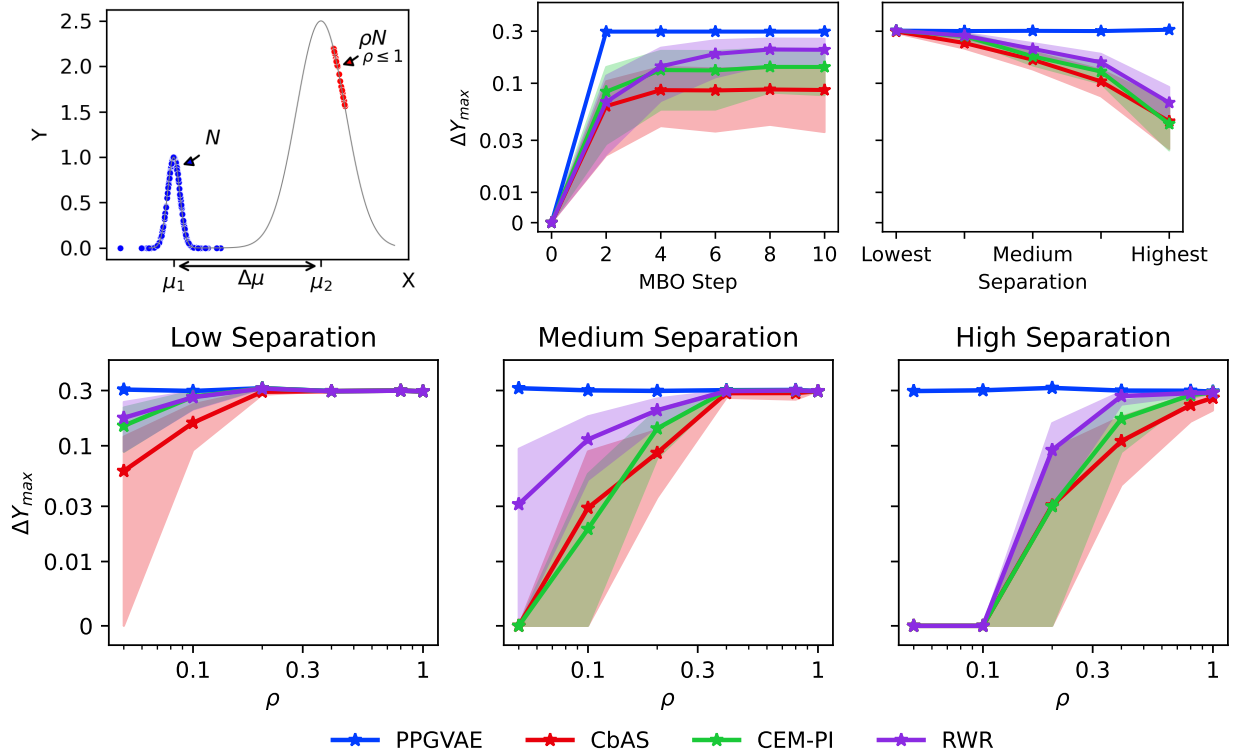 Y
2.5
2.0
1.5
1.0
0.5
0.0
N
ρN
ρ ≤ 1
μ1
Δμ
μ2
X
ΔYmax
0.3
0.1
0.03
0.01
0
0 2 4 6 8 10
MBO Step
Lowest Medium Highest
Separation
Low Separation
ΔYmax
0.3
0.1
0.03
0.01
0
0.1 0.3 1
ρ
Medium Separation
0.1 0.3 1
ρ
High Separation
0.1 0.3 1
ρ
PPGVAE CbAS CEM-PI RWR